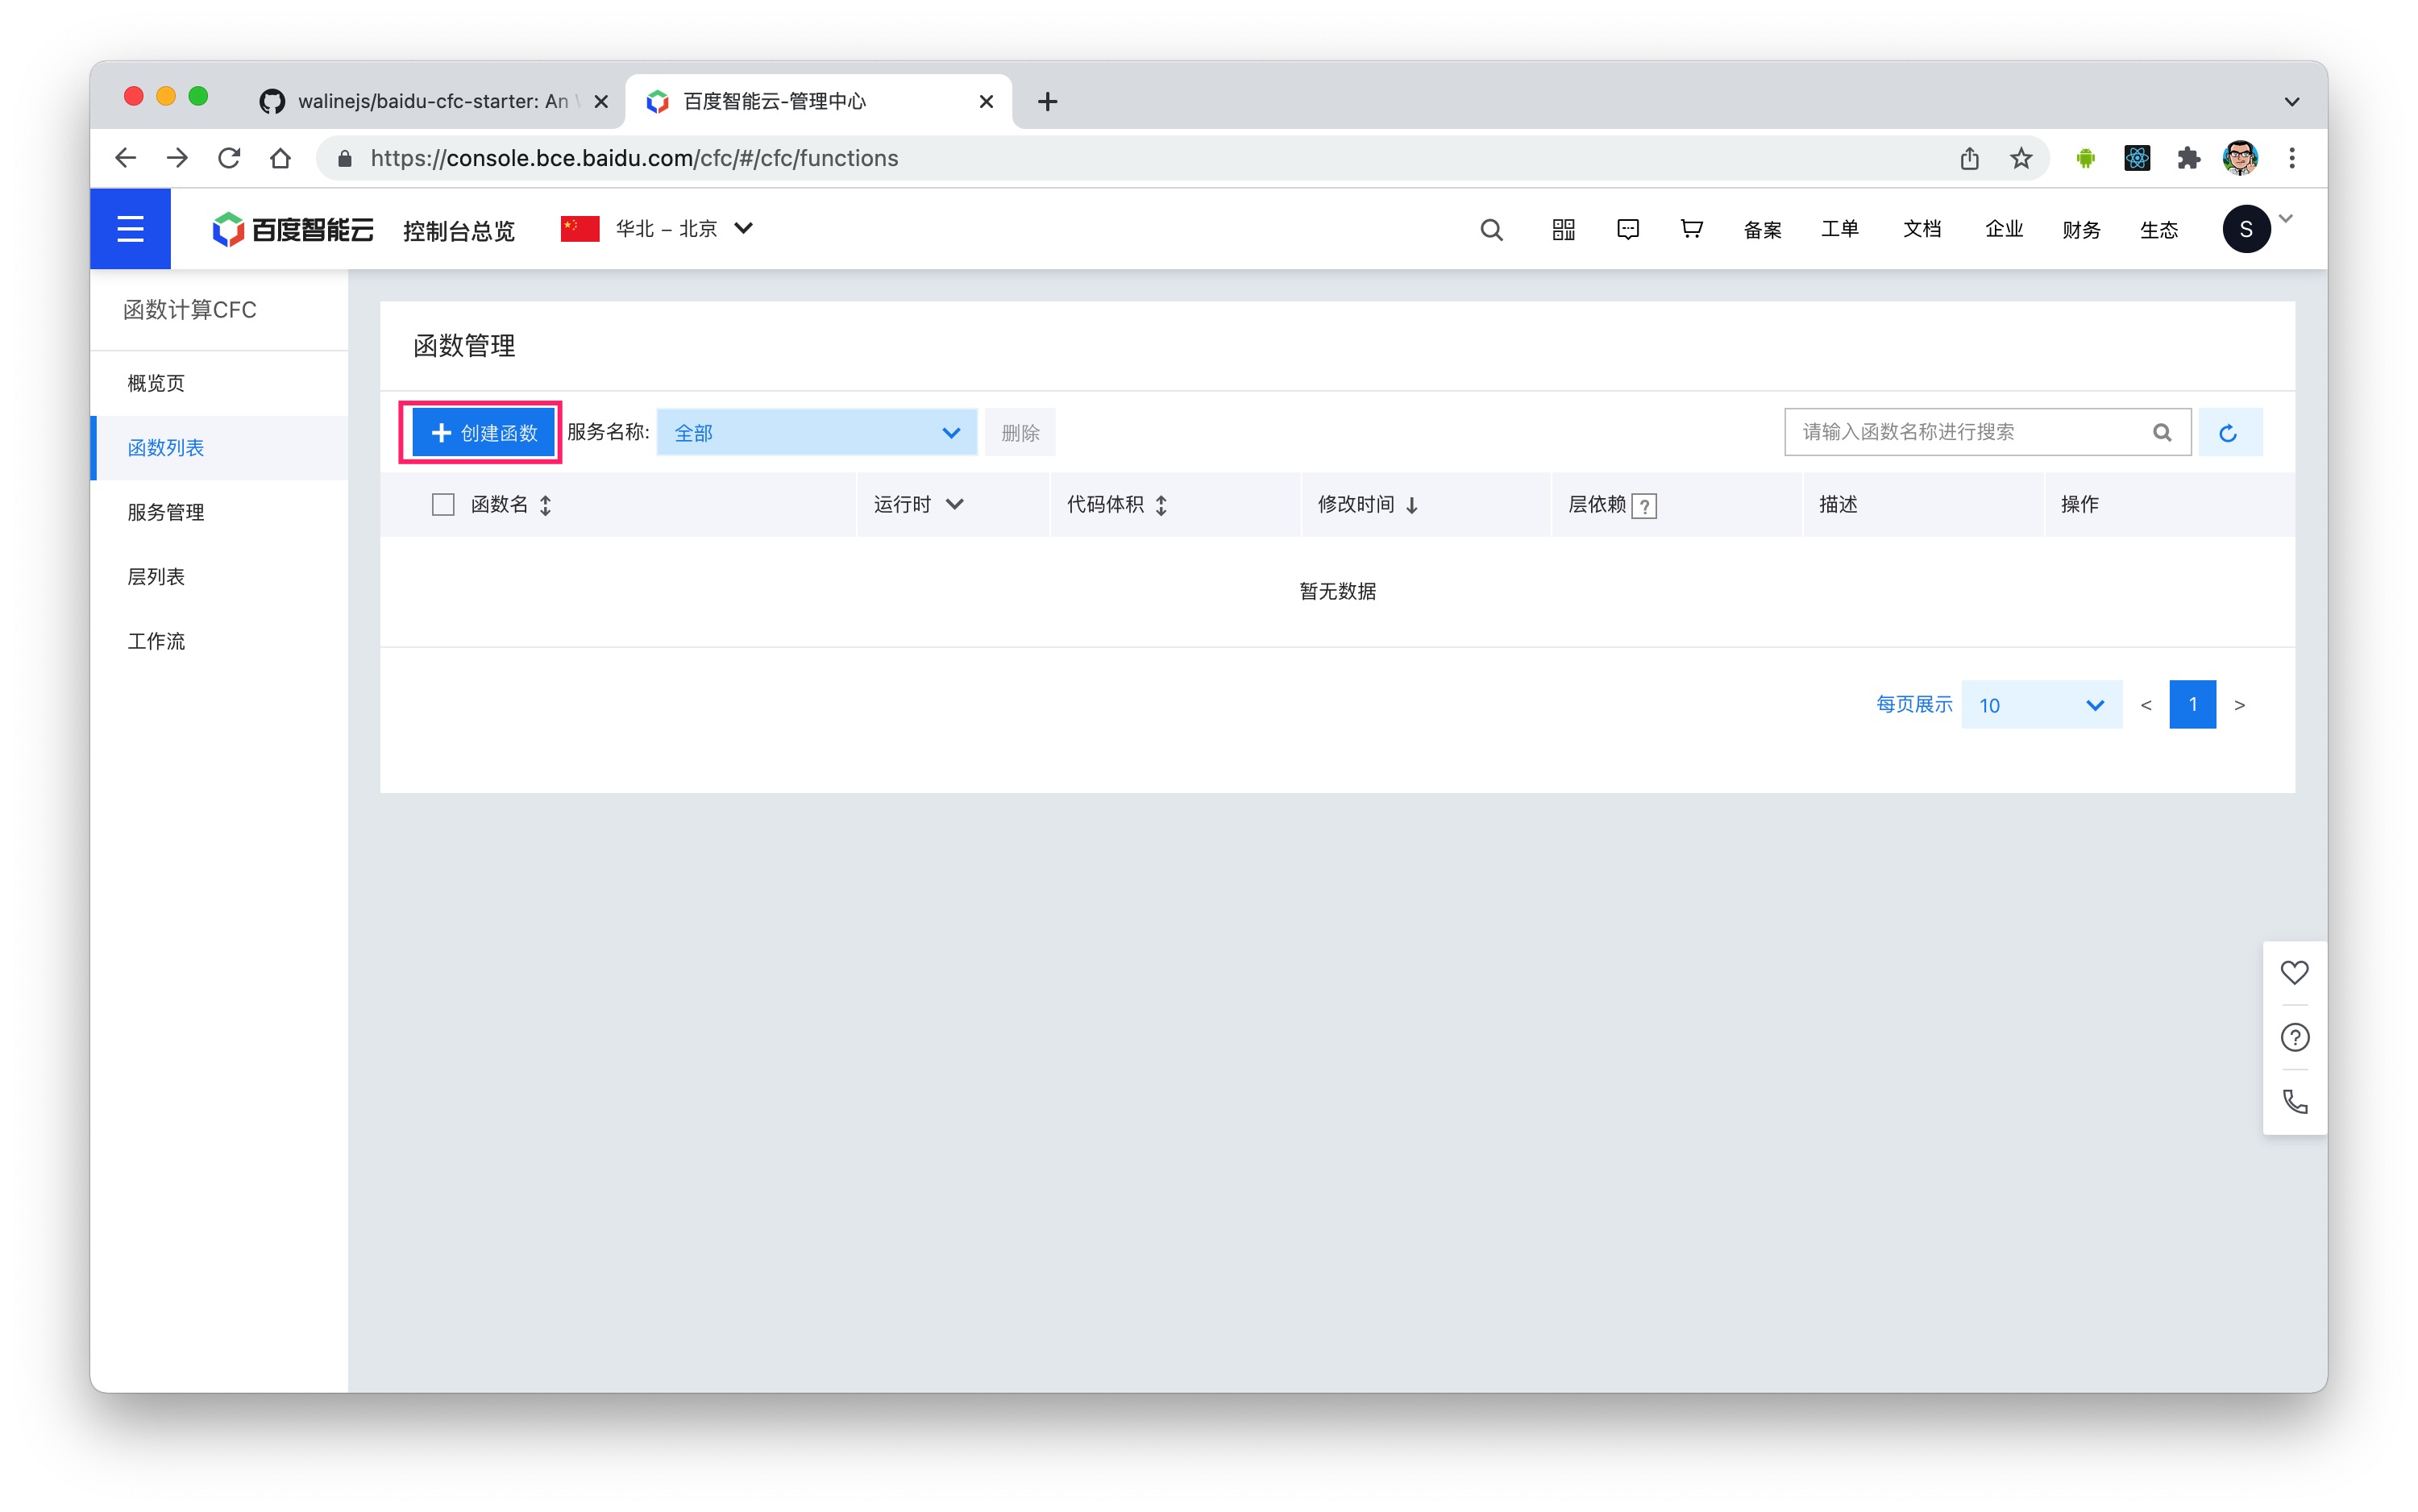 walinejs/baidu-cfc-starter: An
百度智能云-管理中心
https://console.bce.baidu.com/cfc/#/cfc/functions
百度智能云 控制台总览 华北 – 北京 备案 工单 文档 企业 财务 生态 S
函数计算CFC
概览页
函数列表
服务管理
层列表
工作流
函数管理
创建函数 服务名称: 全部 删除 请输入函数名称进行搜索
函数名 运行时 代码体积 修改时间 层依赖 ? 描述 操作
暂无数据
每页展示 10 < 1 >